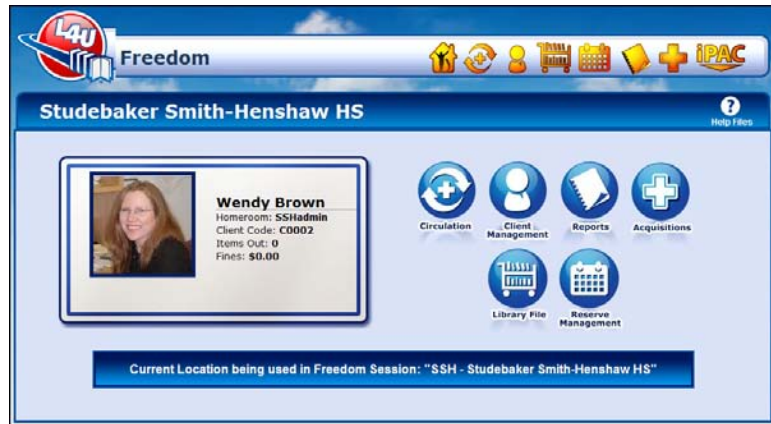 L4U
Freedom
iPAC
Studebaker Smith-Henshaw HS
?
Help Files
Wendy Brown
Homeroom: SSHadmin
Client Code: C0002
Items Out: 0
Fines: $0.00
Circulation
Client
Management
Reports
Acquisitions
Library File
Reserve
Management
Current Location being used in Freedom Session: "SSH - Studebaker Smith-Henshaw HS"